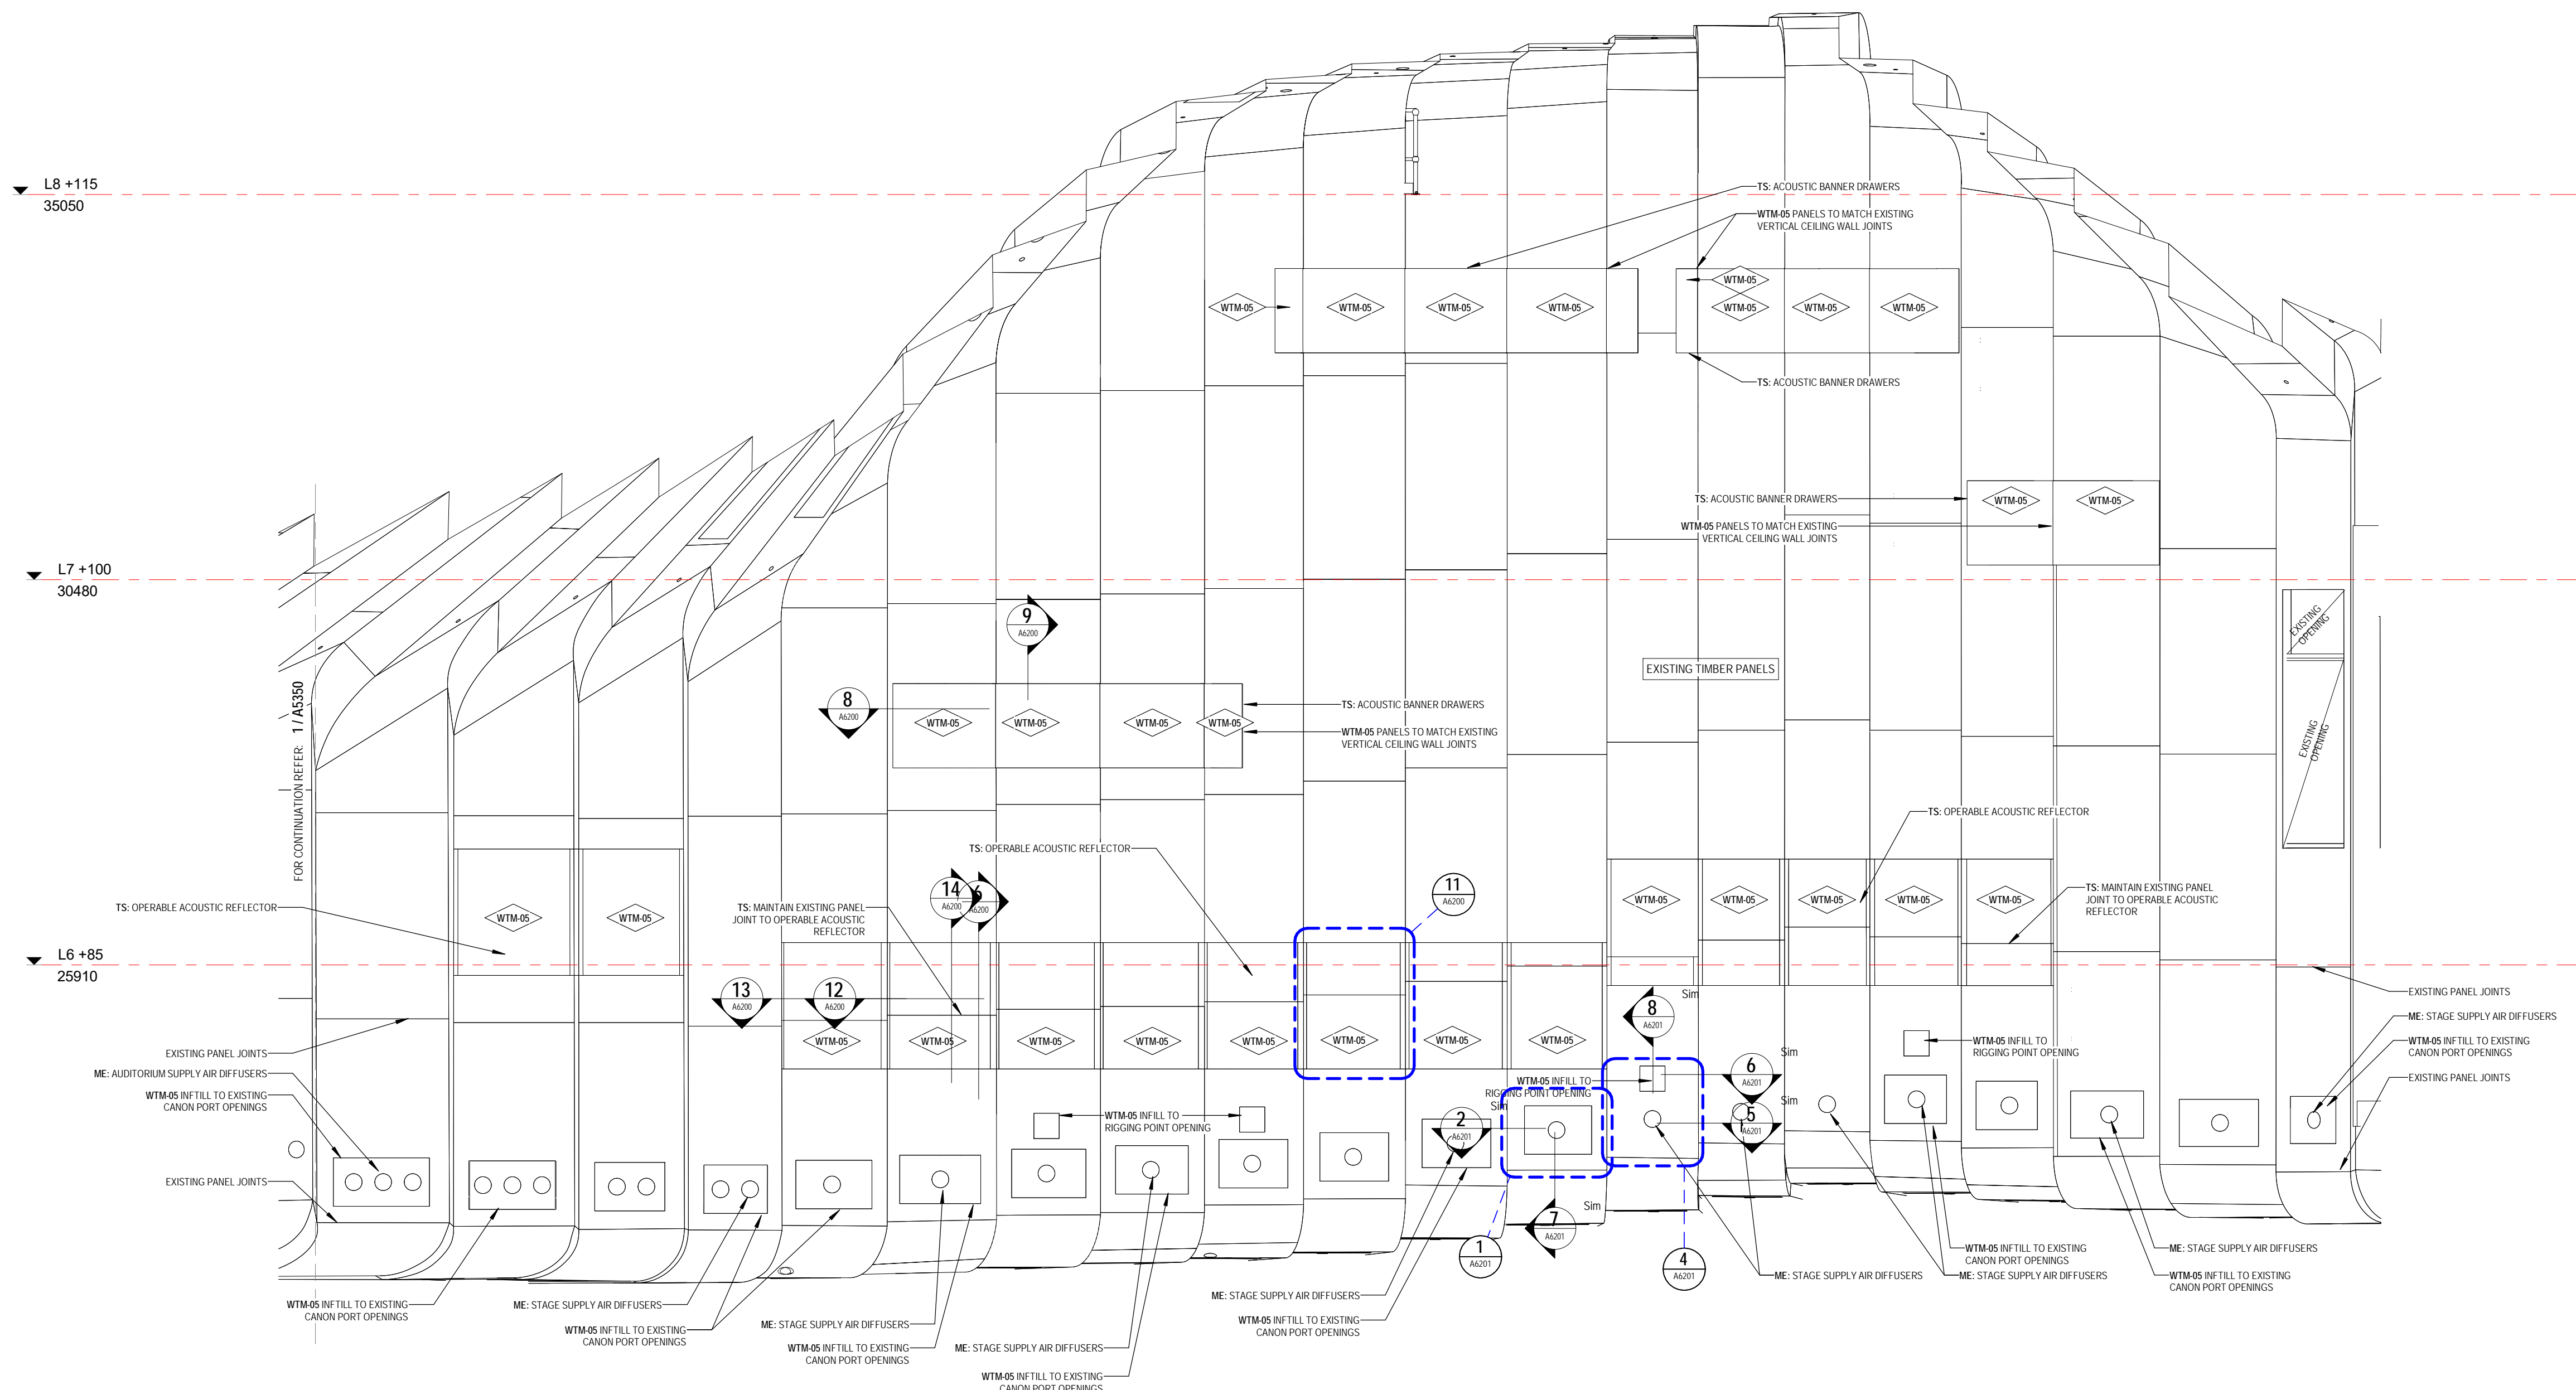 L8 +115
35050
TS: ACOUSTIC BANNER DRAWERS
WTM-05 PANELS TO MATCH EXISTING
VERTICAL CEILING WALL JOINTS
WTM-05
WTM-05
WTM-05
WTM-05
WTM-05
WTM-05
WTM-05
WTM-05
TS: ACOUSTIC BANNER DRAWERS
TS: ACOUSTIC BANNER DRAWERS
WTM-05
WTM-05
WTM-05 PANELS TO MATCH EXISTING
VERTICAL CEILING WALL JOINTS
L7 +100
30480
9
A6200
EXISTING
OPENING
EXISTING TIMBER PANELS
8
A6200
WTM-05
WTM-05
WTM-05
WTM-05
TS: ACOUSTIC BANNER DRAWERS
WTM-05 PANELS TO MATCH EXISTING
VERTICAL CEILING WALL JOINTS
EXISTING
OPENING
FOR CONTINUATION REFER: 1 / A5350
TS: OPERABLE ACOUSTIC REFLECTOR
TS: OPERABLE ACOUSTIC REFLECTOR
TS: OPERABLE ACOUSTIC REFLECTOR
WTM-05
WTM-05
TS: MAINTAIN EXISTING PANEL
JOINT TO OPERABLE ACOUSTIC
REFLECTOR
14
A6200
6
A6200
11
A6200
WTM-05
WTM-05
WTM-05
WTM-05
WTM-05
TS: MAINTAIN EXISTING PANEL
JOINT TO OPERABLE ACOUSTIC
REFLECTOR
L6 +85
25910
13
A6200
12
A6200
WTM-05
WTM-05
WTM-05
WTM-05
WTM-05
WTM-05
WTM-05
WTM-05
Sim
8
A6201
EXISTING PANEL JOINTS
ME: STAGE SUPPLY AIR DIFFUSERS
WTM-05 INFTILL TO EXISTING
CANON PORT OPENINGS
EXISTING PANEL JOINTS
WTM-05 INFILL TO
RIGGING POINT OPENING
Sim
6
A6201
Sim
5
A6201
WTM-05 INFILL TO
RIGGING POINT OPENING
Sim
2
A6201
EXISTING PANEL JOINTS
ME: AUDITORIUM SUPPLY AIR DIFFUSERS
WTM-05 INFTILL TO EXISTING
CANON PORT OPENINGS
WTM-05 INFILL TO
RIGGING POINT OPENING
EXISTING PANEL JOINTS
Sim
7
A6201
1
A6201
4
A6201
WTM-05 INFTILL TO EXISTING
CANON PORT OPENINGS
ME: STAGE SUPPLY AIR DIFFUSERS
WTM-05 INFTILL TO EXISTING
CANON PORT OPENINGS
ME: STAGE SUPPLY AIR DIFFUSERS
WTM-05 INFTILL TO EXISTING
CANON PORT OPENINGS
ME: STAGE SUPPLY AIR DIFFUSERS
WTM-05 INFTILL TO EXISTING
CANON PORT OPENINGS
ME: STAGE SUPPLY AIR DIFFUSERS
WTM-05 INFTILL TO EXISTING
CANON PORT OPENINGS
ME: STAGE SUPPLY AIR DIFFUSERS
WTM-05 INFTILL TO EXISTING
CANON PORT OPENINGS
ME: STAGE SUPPLY AIR DIFFUSERS
ME: STAGE SUPPLY AIR DIFFUSERS
WTM-05 INFTILL TO EXISTING
CANON PORT OPENINGS